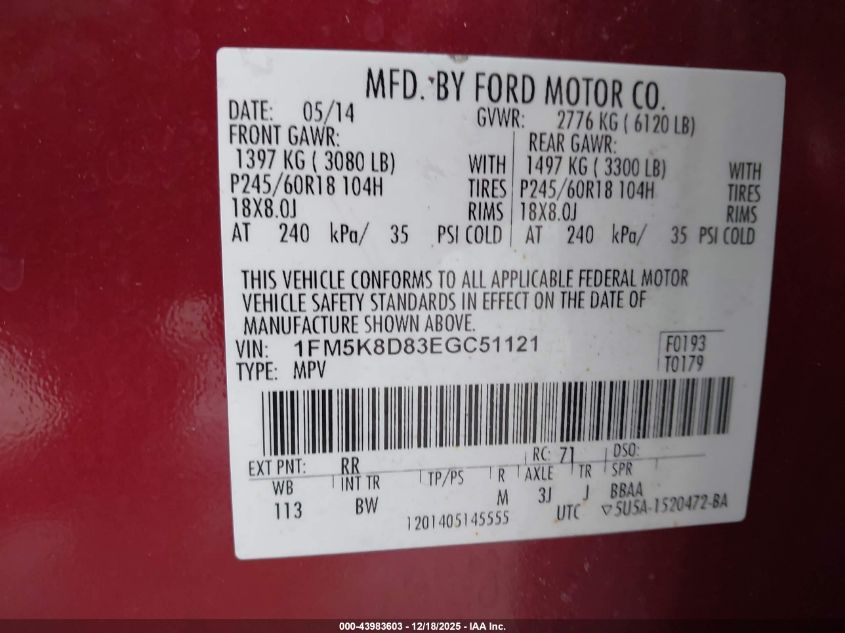 MFD. BY FORD MOTOR CO.
DATE: 05/14 GVWR: 2776 KG ( 6120 LB)
FRONT GAWR: REAR GAWR:
1397 KG ( 3080 LB) WITH 1497 KG ( 3300 LB) WITH
P245/60R18 104H TIRES P245/60R18 104H TIRES
18X8.0J RIMS 18X8.0J RIMS
AT 240 kPa/ 35 PSI COLD AT 240 kPa/ 35 PSI COLD
THIS VEHICLE CONFORMS TO ALL APPLICABLE FEDERAL MOTOR
VEHICLE SAFETY STANDARDS IN EFFECT ON THE DATE OF
MANUFACTURE SHOWN ABOVE.
VIN: 1FM5K8D83EGC51121 F0193
TYPE: MPV T0179
EXT PNT: RR RC: 71 DSO:
WB INT TR TP/PS R AXLE TR SPR
113 BW M 3J J BBAA
1201405145555 UTC ▽5U5A-1520472-BA
000-43983603 - 12/18/2025 - IAA Inc.